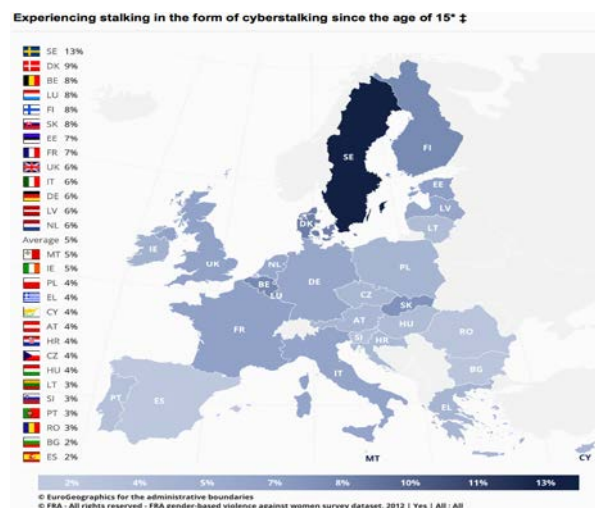 Experiencing stalking in the form of cyberstalking since the age of 15* ‡
SE 13%
DK 9%
BE 8%
LU 8%
FI 8%
SK 8%
EE 7%
FR 7%
UK 6%
IT 6%
DE 6%
LV 6%
NL 6%
Average 5%
MT 5%
IE 5%
PL 4%
EL 4%
CY 4%
AT 4%
HR 4%
CZ 4%
HU 4%
LT 3%
SI 3%
PT 3%
RO 3%
BG 2%
ES 2%
SE
FI
EE
LV
LT
DK
IE
UK
NL
BE
LU
DE
PL
CZ
SK
FR
AT
HU
SI
HR
RO
IT
BG
PT
ES
EL
MT
CY
2% 4% 5% 7% 8% 10% 11% 13%
© EuroGeographics for the administrative boundaries
© FRA - All rights reserved - FRA gender-based violence against women survey dataset, 2012 | Yes | All : All